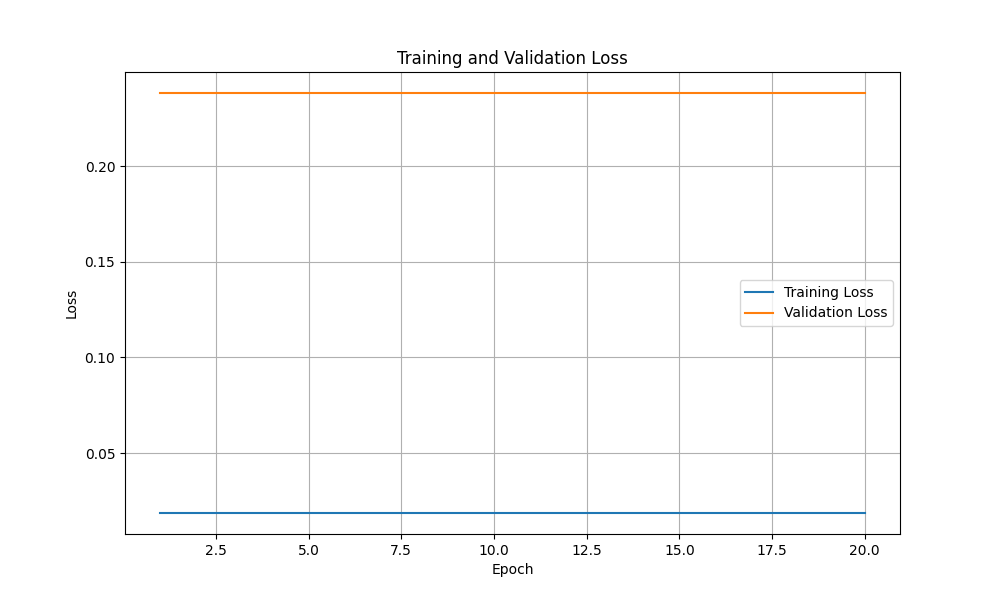 Training and Validation Loss
0.20
0.15
0.10
0.05
Loss
Training Loss
Validation Loss
2.5 5.0 7.5 10.0 12.5 15.0 17.5 20.0
Epoch